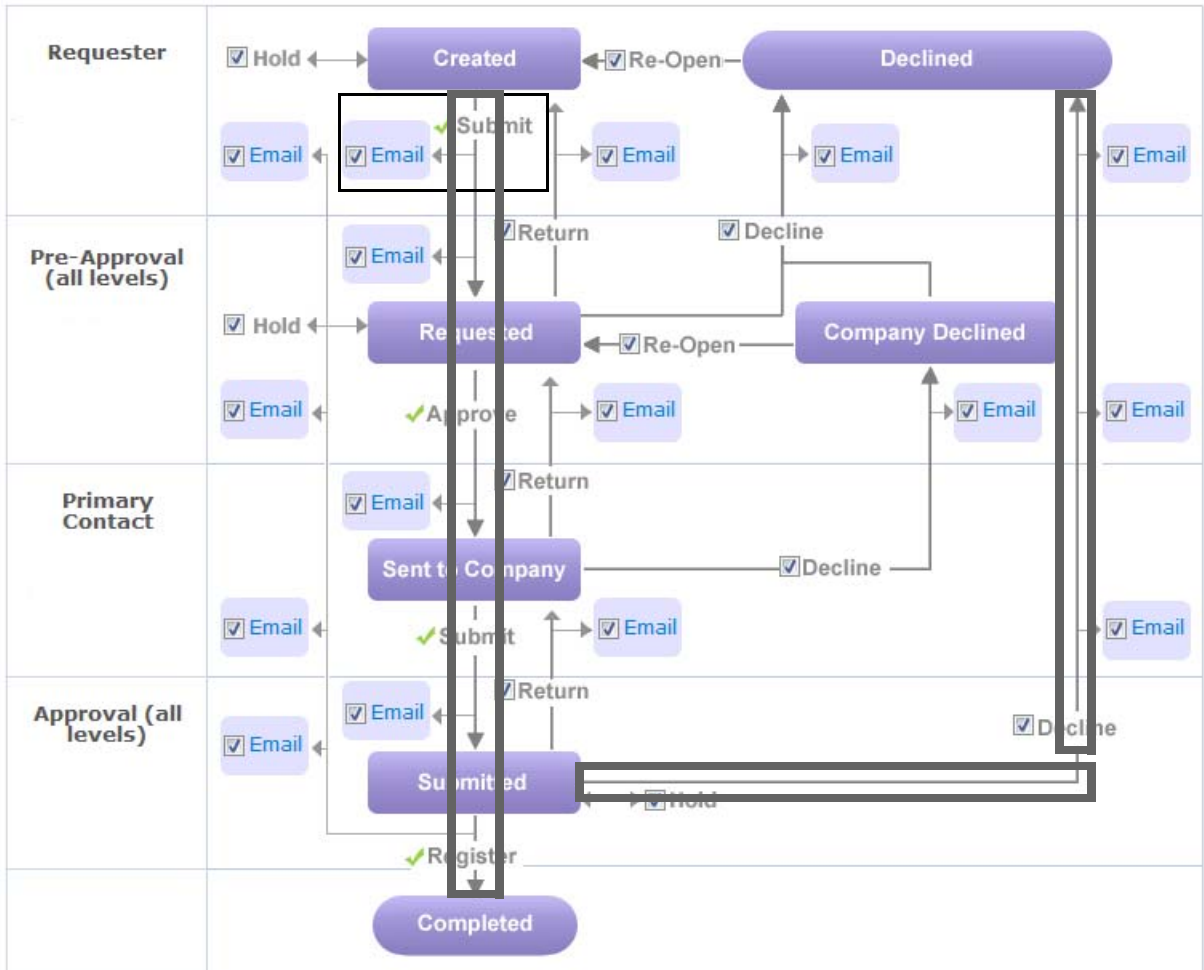 Requester
Hold
Created
Re-Open
Declined
Submit
Email
Email
Email
Email
Email
Return
Decline
Pre-Approval
(all levels)
Email
Hold
Requested
Re-Open
Company Declined
Email
Approve
Email
Email
Email
Return
Primary
Contact
Email
Sent to Company
Decline
Email
Submit
Email
Email
Return
Approval (all
levels)
Email
Decline
Email
Submitted
Hold
Register
Completed